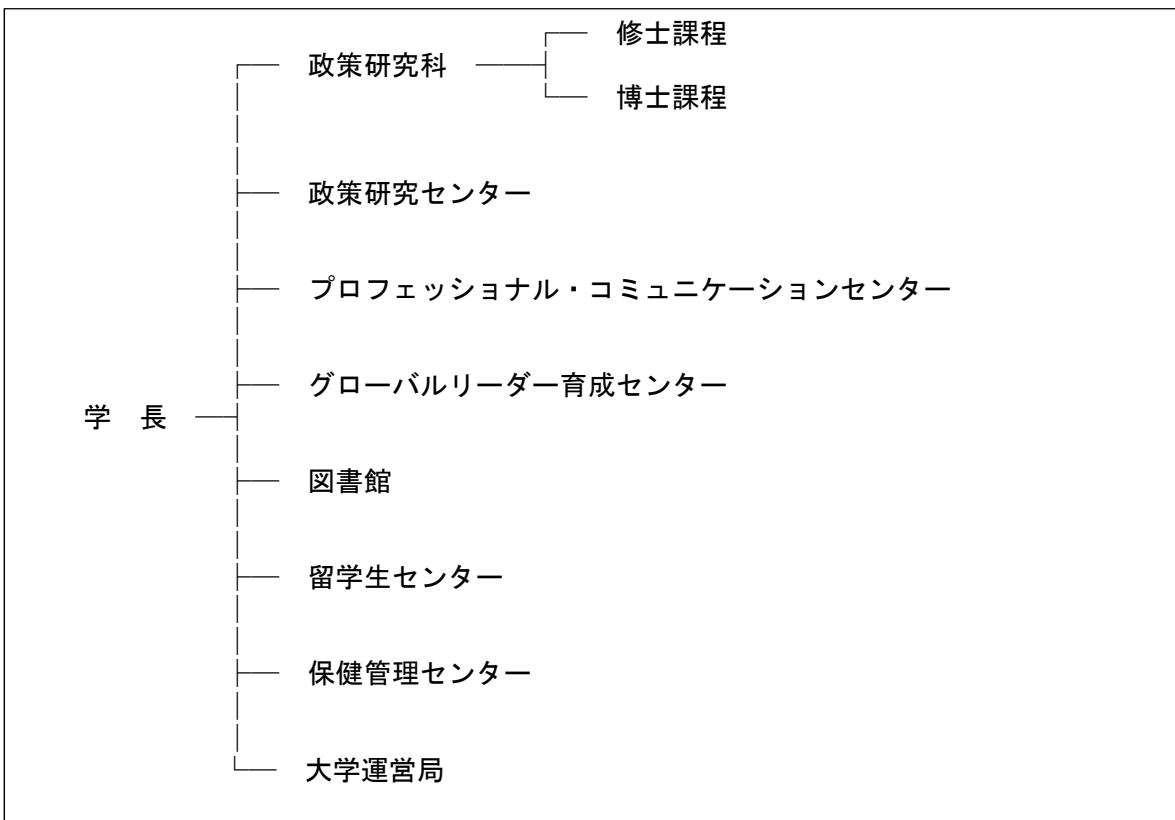 修士課程
政策研究科
博士課程
政策研究センター
プロフェッショナル・コミュニケーションセンター
グローバルリーダー育成センター
学　長
図書館
留学生センター
保健管理センター
大学運営局